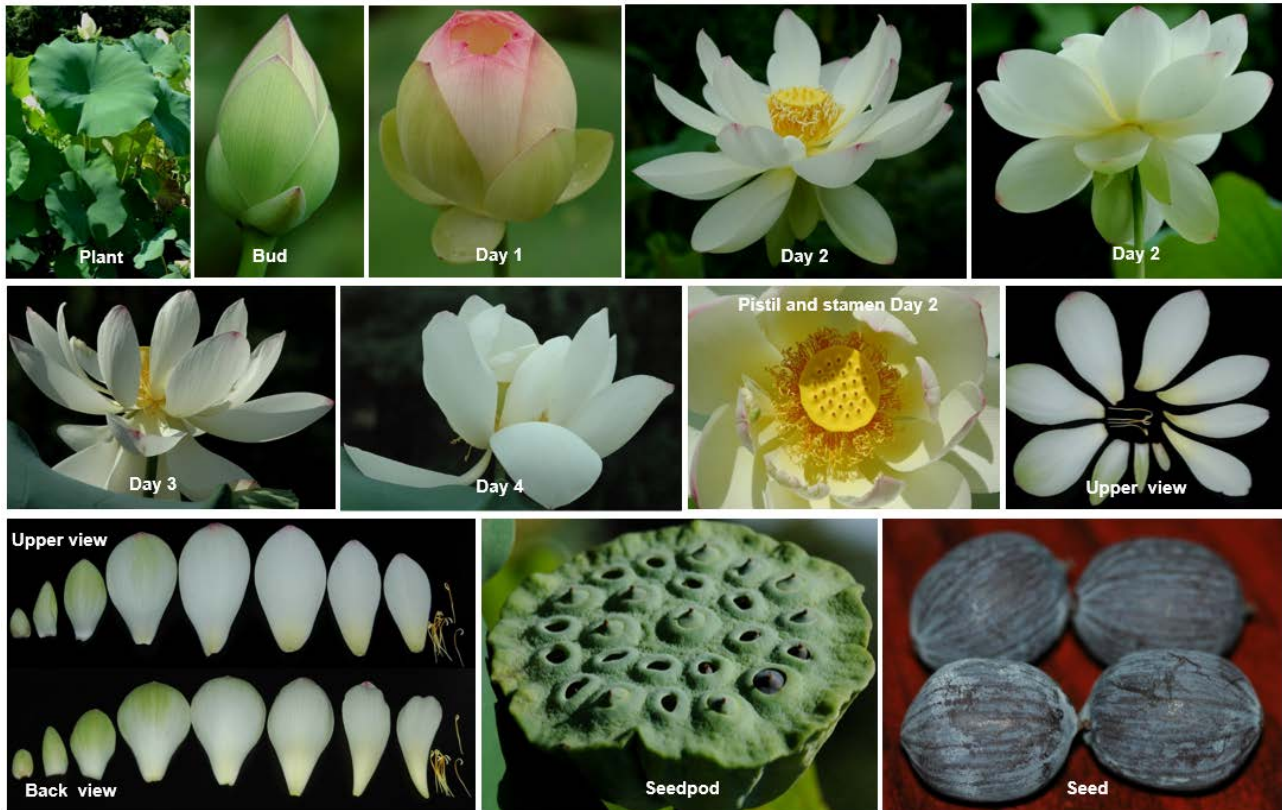 Plant
Bud
Day 1
Day 2
Day 2
Day 3
Day 4
Pistil and stamen Day 2
Upper view
Upper view
Back view
Seedpod
Seed